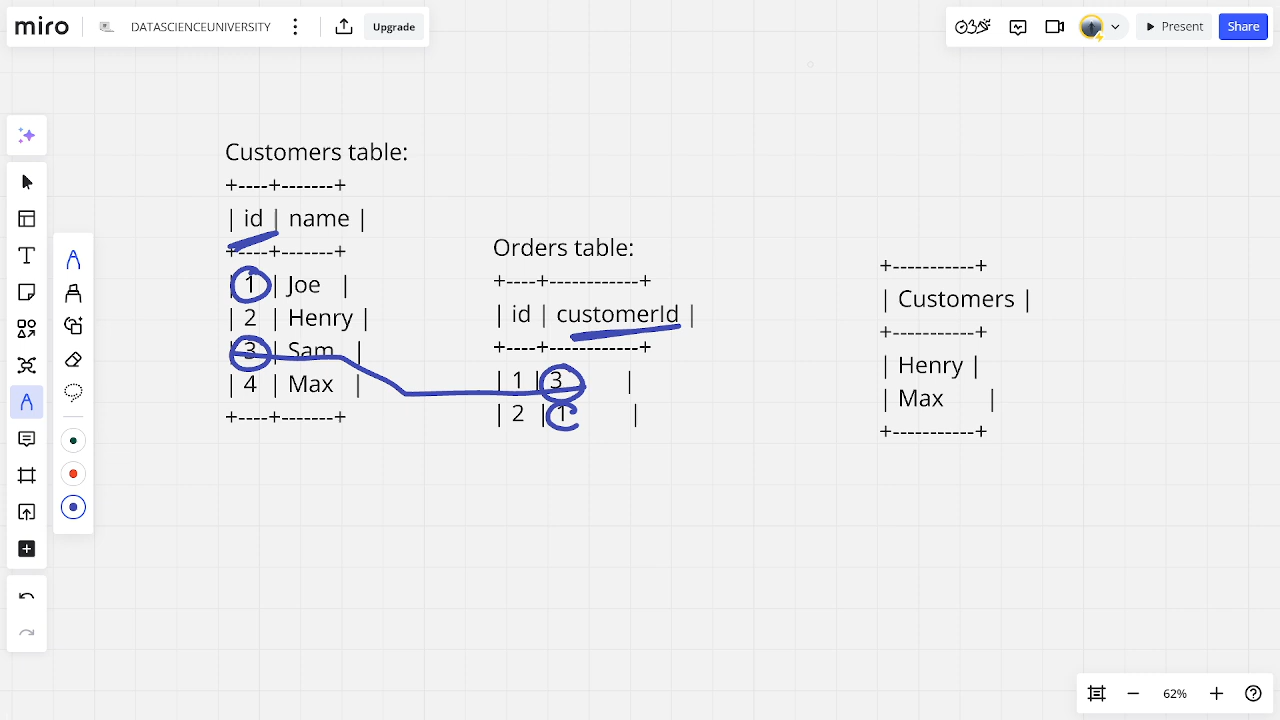 miro
DATASCIENCEUNIVERSITY
Upgrade
Present
Share
Customers table:
+----+-------+
| id | name |
+----+-------+
| 1 | Joe |
| 2 | Henry |
| 3 | Sam |
| 4 | Max |
+----+-------+
Orders table:
+----+------------+
| id | customerId |
+----+------------+
| 1 | 3 |
| 2 | 1 |
+-----------+
| Customers |
+-----------+
| Henry |
| Max |
+-----------+
62%